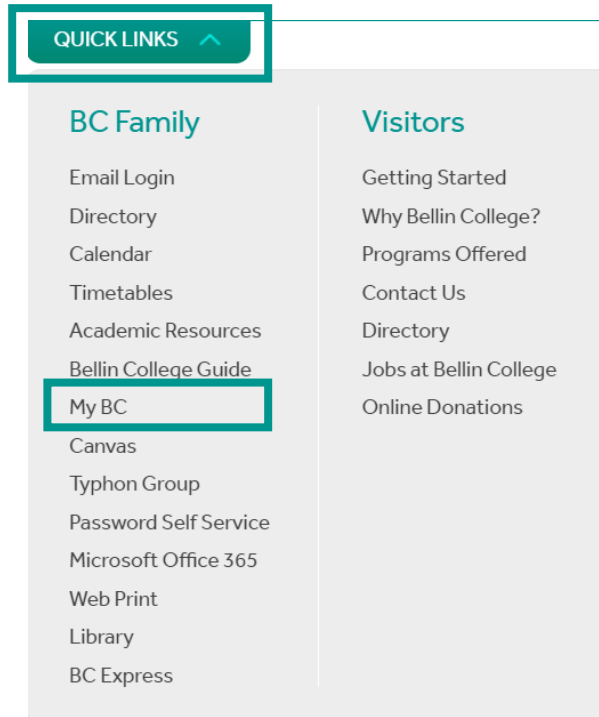 QUICK LINKS
BC Family
Email Login
Directory
Calendar
Timetables
Academic Resources
Bellin College Guide
My BC
Canvas
Typhon Group
Password Self Service
Microsoft Office 365
Web Print
Library
BC Express
Visitors
Getting Started
Why Bellin College?
Programs Offered
Contact Us
Directory
Jobs at Bellin College
Online Donations